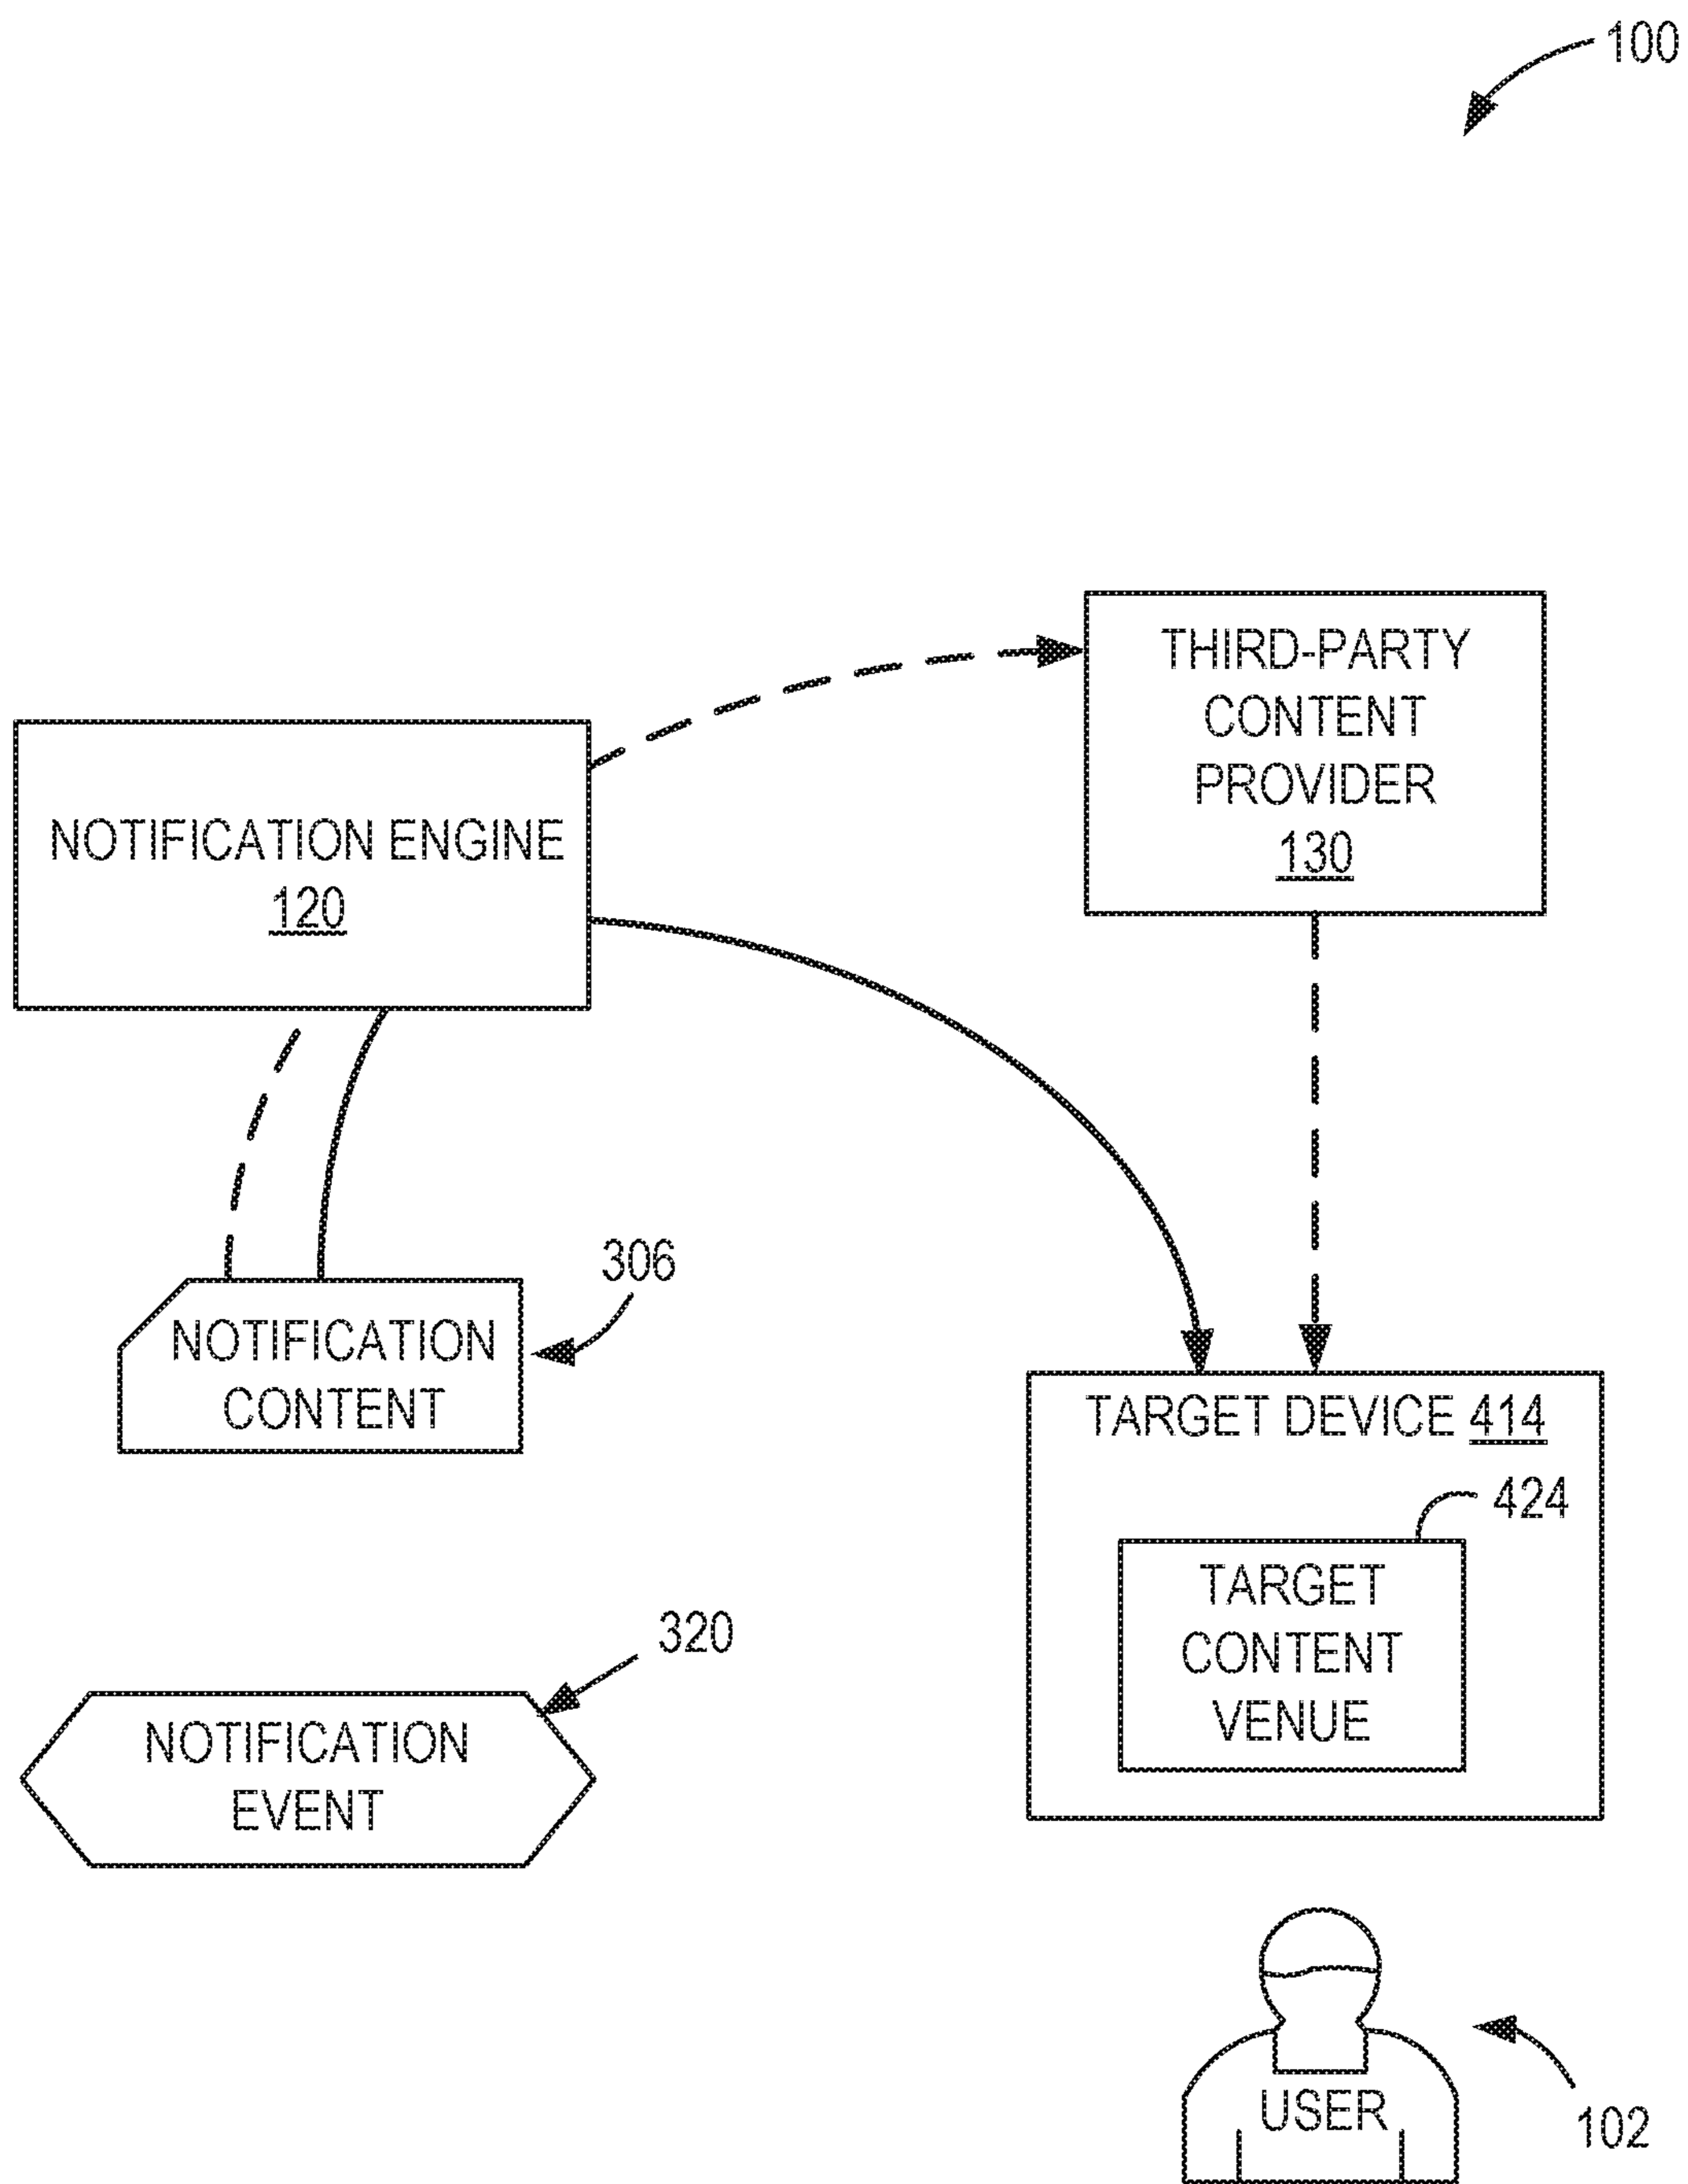 100
THIRD-PARTY
CONTENT
PROVIDER
130
NOTIFICATION ENGINE
120
306
NOTIFICATION
CONTENT
TARGET DEVICE 414
424
TARGET
CONTENT
VENUE
320
NOTIFICATION
EVENT
USER
102